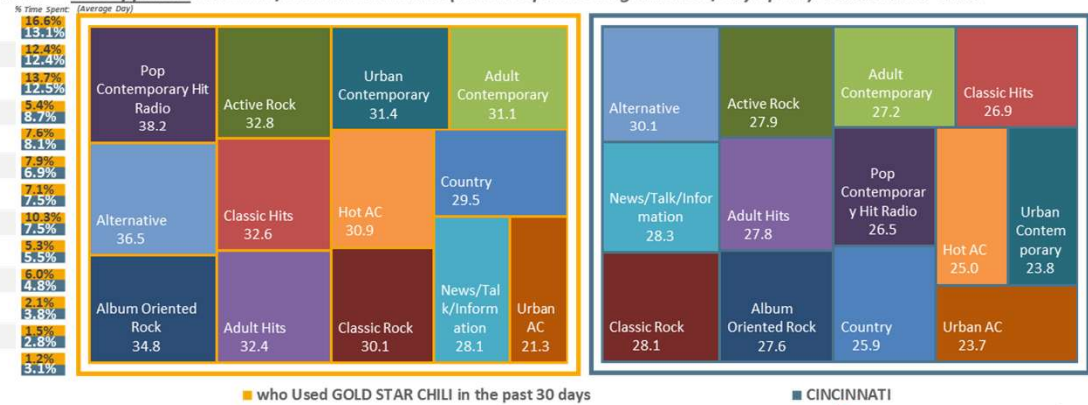 % Time Spent: (Average Day)
16.6%
13.1%
12.4%
12.4%
13.7%
12.5%
5.4%
8.7%
7.6%
8.1%
7.9%
6.9%
7.1%
7.5%
10.3%
7.5%
5.3%
5.5%
6.0%
4.8%
2.1%
3.8%
1.5%
2.8%
1.2%
3.1%
Pop
Contemporary Hit
Radio
38.2
Active Rock
32.8
Urban
Contemporary
31.4
Adult
Contemporary
31.1
Alternative
36.5
Classic Hits
32.6
Hot AC
30.9
Country
29.5
Album Oriented
Rock
34.8
Adult Hits
32.4
Classic Rock
30.1
News/Tal
k/Inform
ation
28.1
Urban
AC
21.3
Alternative
30.1
Active Rock
27.9
Adult
Contemporary
27.2
Classic Hits
26.9
News/Talk/Infor
mation
28.3
Adult Hits
27.8
Pop
Contemporar
y Hit Radio
26.5
Hot AC
25.0
Urban
Contem
porary
23.8
Classic Rock
28.1
Album
Oriented Rock
27.6
Country
25.9
Urban AC
23.7
who Used GOLD STAR CHILI in the past 30 days
CINCINNATI